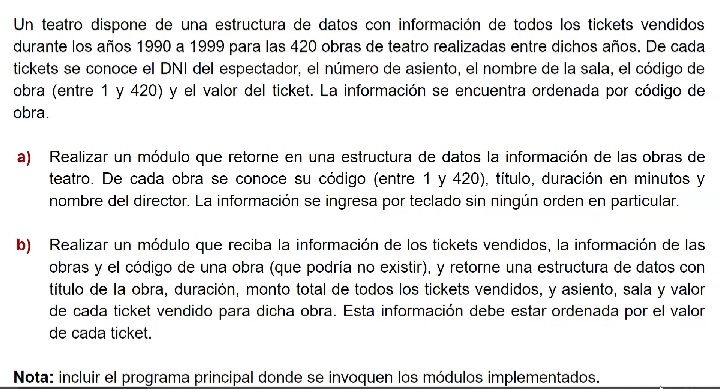 Un teatro dispone de una estructura de datos con información de todos los tickets vendidos
durante los años 1990 a 1999 para las 420 obras de teatro realizadas entre dichos años. De cada
tickets se conoce el DNI del espectador, el número de asiento, el nombre de la sala, el código de
obra (entre 1 y 420) y el valor del ticket. La información se encuentra ordenada por código de
obra.
a) Realizar un módulo que retorne en una estructura de datos la información de las obras de
teatro. De cada obra se conoce su código (entre 1 y 420), título, duración en minutos y
nombre del director. La información se ingresa por teclado sin ningún orden en particular.
b) Realizar un módulo que reciba la información de los tickets vendidos, la información de las
obras y el código de una obra (que podría no existir), y retorne una estructura de datos con
título de la obra, duración, monto total de todos los tickets vendidos, y asiento, sala y valor
de cada ticket vendido para dicha obra. Esta información debe estar ordenada por el valor
de cada ticket.
Nota: incluir el programa principal donde se invoquen los módulos implementados.